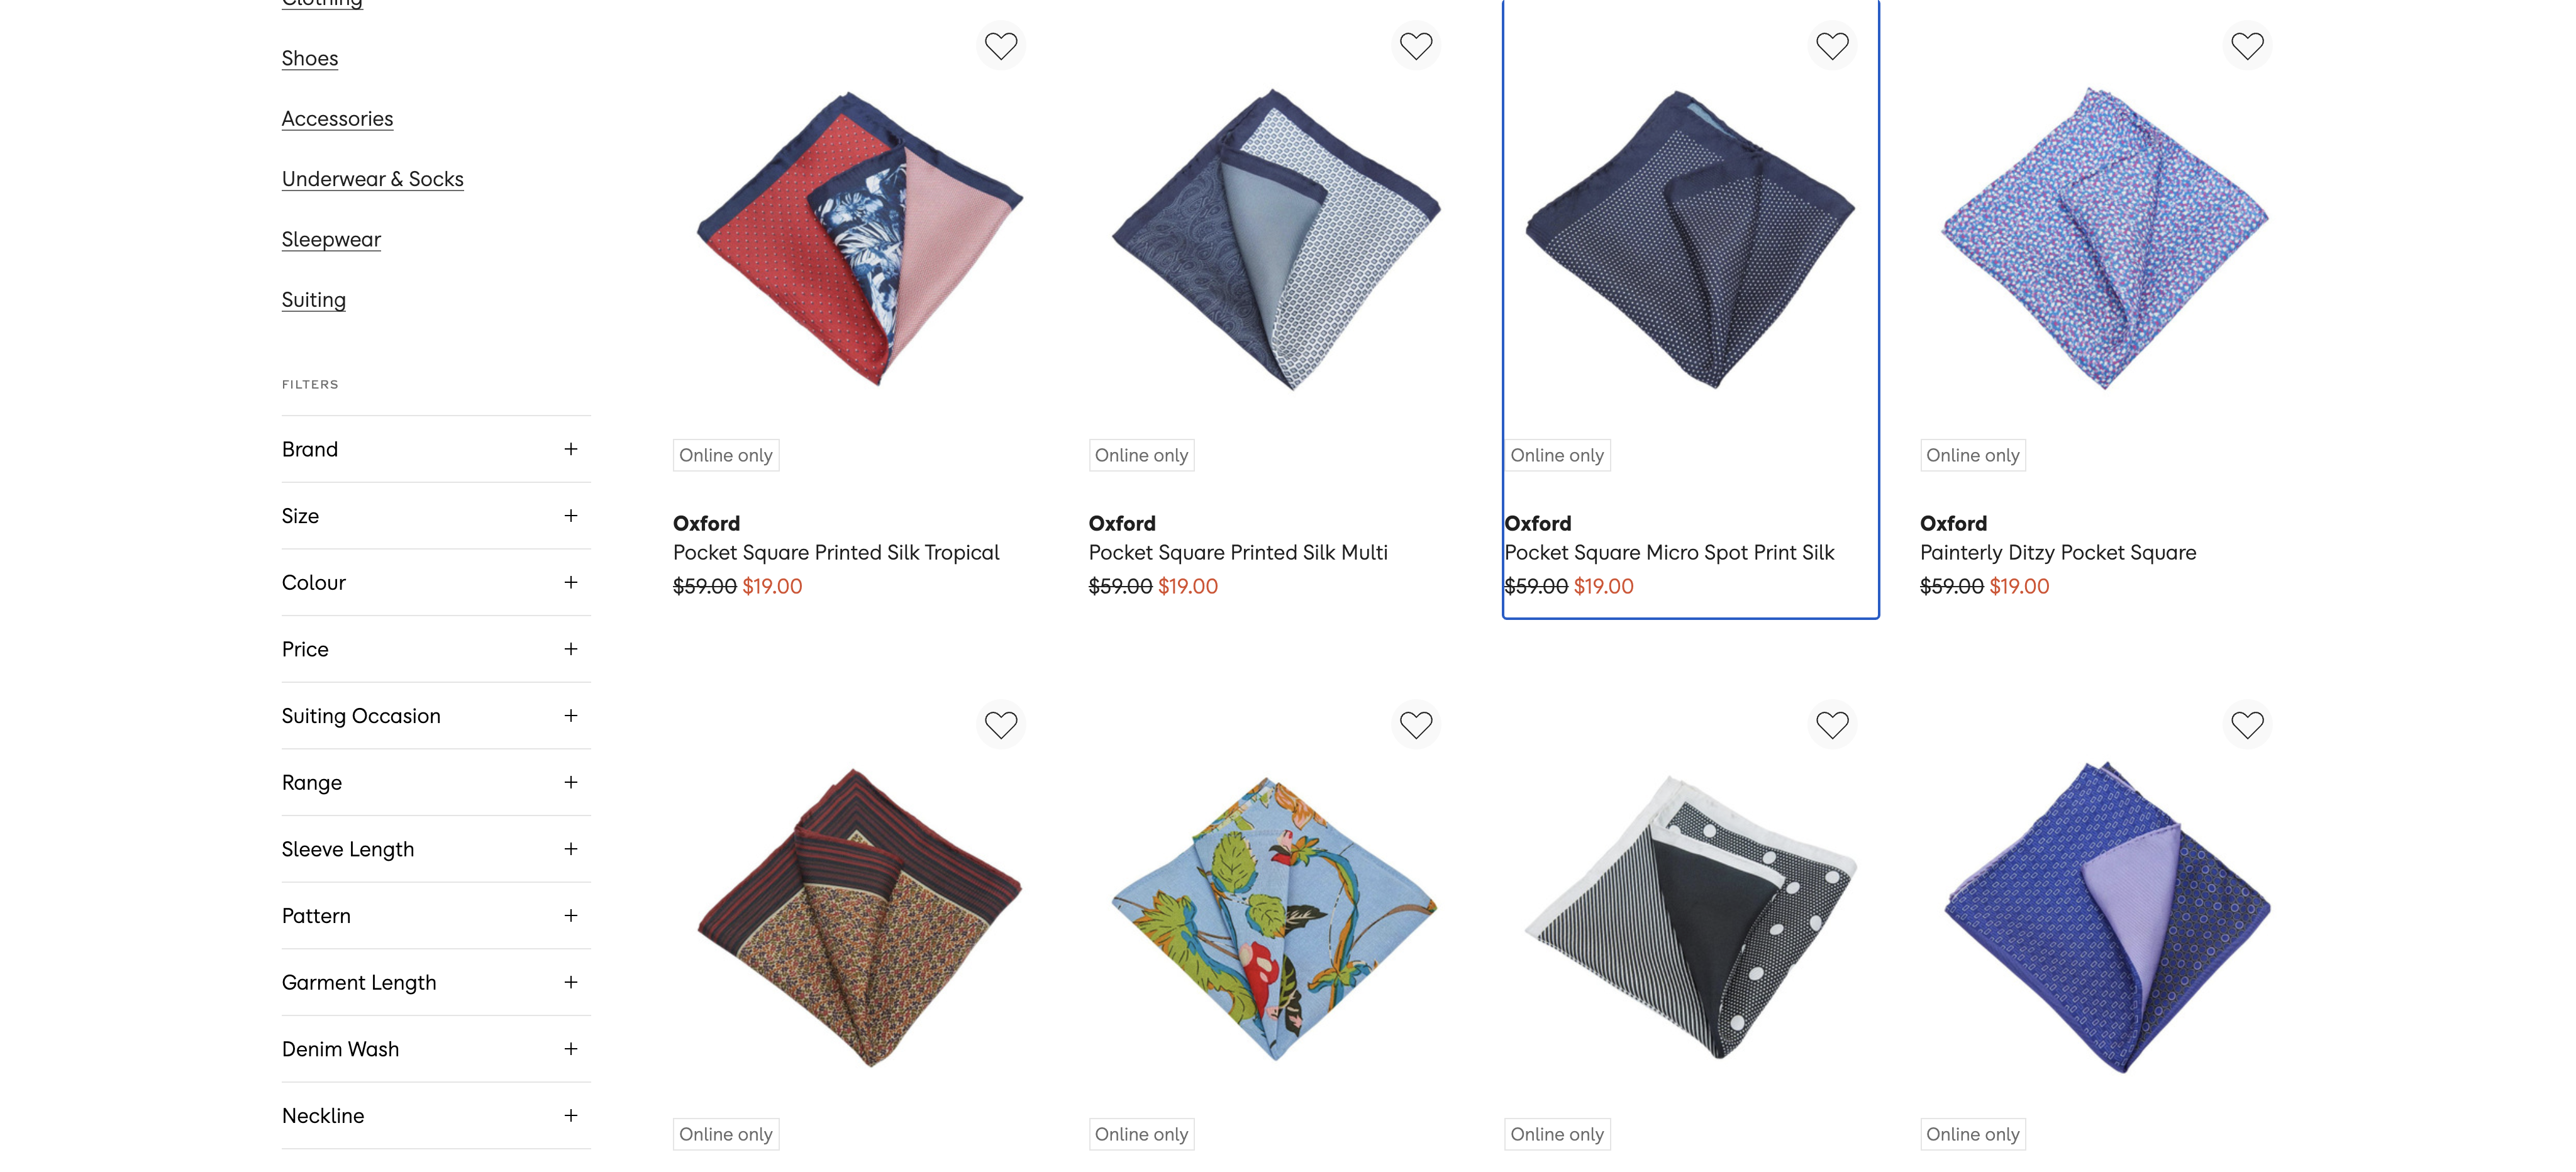 Clothing
Shoes
Accessories
Underwear & Socks
Sleepwear
Suiting
FILTERS
Brand
Size
Colour
Price
Suiting Occasion
Range
Sleeve Length
Pattern
Garment Length
Denim Wash
Neckline
Online only
Oxford
Pocket Square Printed Silk Tropical
$59.00 $19.00
Online only
Oxford
Pocket Square Printed Silk Multi
$59.00 $19.00
Online only
Oxford
Pocket Square Micro Spot Print Silk
$59.00 $19.00
Online only
Oxford
Painterly Ditzy Pocket Square
$59.00 $19.00
Online only
Online only
Online only
Online only